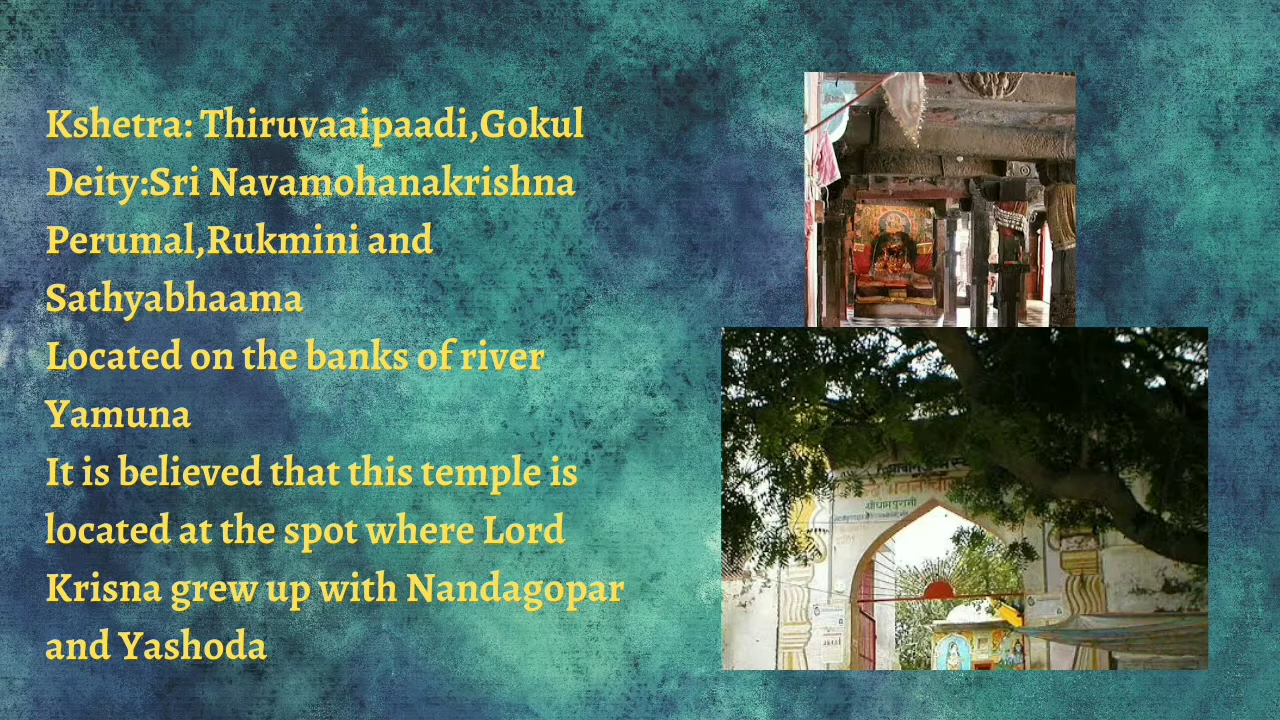 Kshetra: Thiruvaaipaadi,Gokul
Deity:Sri Navamohanakrishna
Perumal,Rukmini and
Sathyabhaama
Located on the banks of river
Yamuna
It is believed that this temple is
located at the spot where Lord
Krisna grew up with Nandagopar
and Yashoda